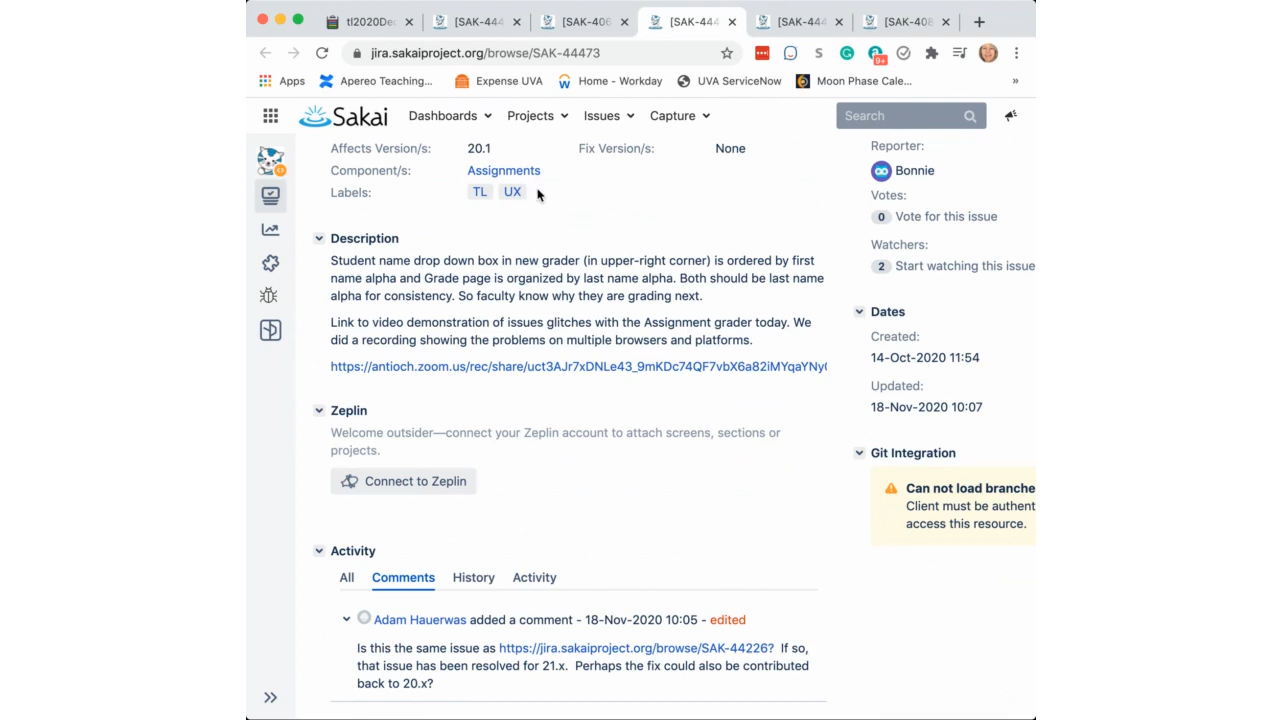 tl2020Dec
[SAK-444
[SAK-406
[SAK-444
[SAK-444
[SAK-408
jira.sakaiproject.org/browse/SAK-44473
S
9+
Apps
Apereo Teaching...
Expense UVA
Home - Workday
UVA ServiceNow
Moon Phase Cale...
»
Sakai
Dashboards
Projects
Issues
Capture
Search
Affects Version/s: 20.1 Fix Version/s: None
Component/s: Assignments
Labels: TL UX
Description
Student name drop down box in new grader (in upper-right corner) is ordered by first
name alpha and Grade page is organized by last name alpha. Both should be last name
alpha for consistency. So faculty know why they are grading next.
Link to video demonstration of issues glitches with the Assignment grader today. We
did a recording showing the problems on multiple browsers and platforms.
https://antioch.zoom.us/rec/share/uct3AJr7xDNLe43_9mKDc74QF7vbX6a82iMYqaYNy
Zeplin
Welcome outsider—connect your Zeplin account to attach screens, sections or
projects.
Connect to Zeplin
Activity
All Comments History Activity
Adam Hauerwas added a comment - 18-Nov-2020 10:05 - edited
Is this the same issue as https://jira.sakaiproject.org/browse/SAK-44226? If so,
that issue has been resolved for 21.x. Perhaps the fix could also be contributed
back to 20.x?
Reporter:
Bonnie
Votes:
0 Vote for this issue
Watchers:
2 Start watching this issue
Dates
Created:
14-Oct-2020 11:54
Updated:
18-Nov-2020 10:07
Git Integration
Can not load branche
Client must be authent
access this resource.